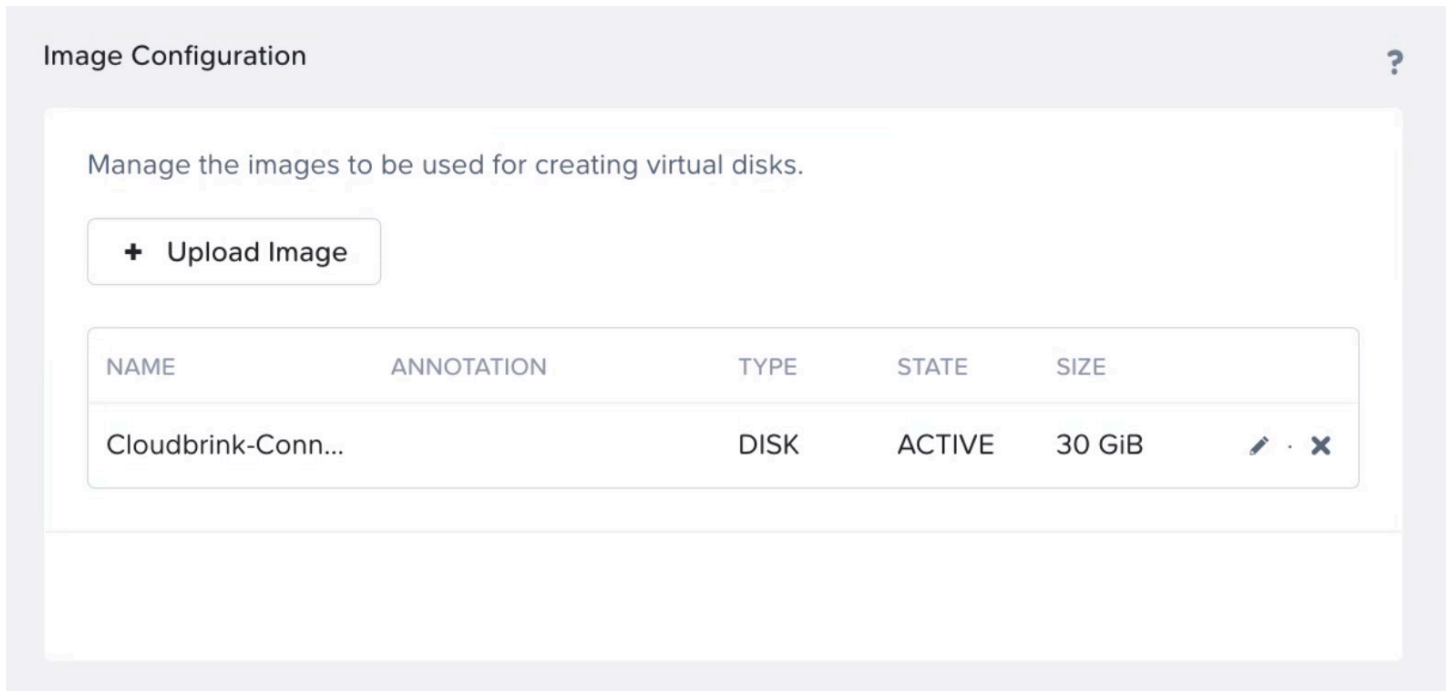 Image Configuration
?
Manage the images to be used for creating virtual disks.
+ Upload Image
NAME ANNOTATION TYPE STATE SIZE
Cloudbrink-Conn... DISK ACTIVE 30 GiB